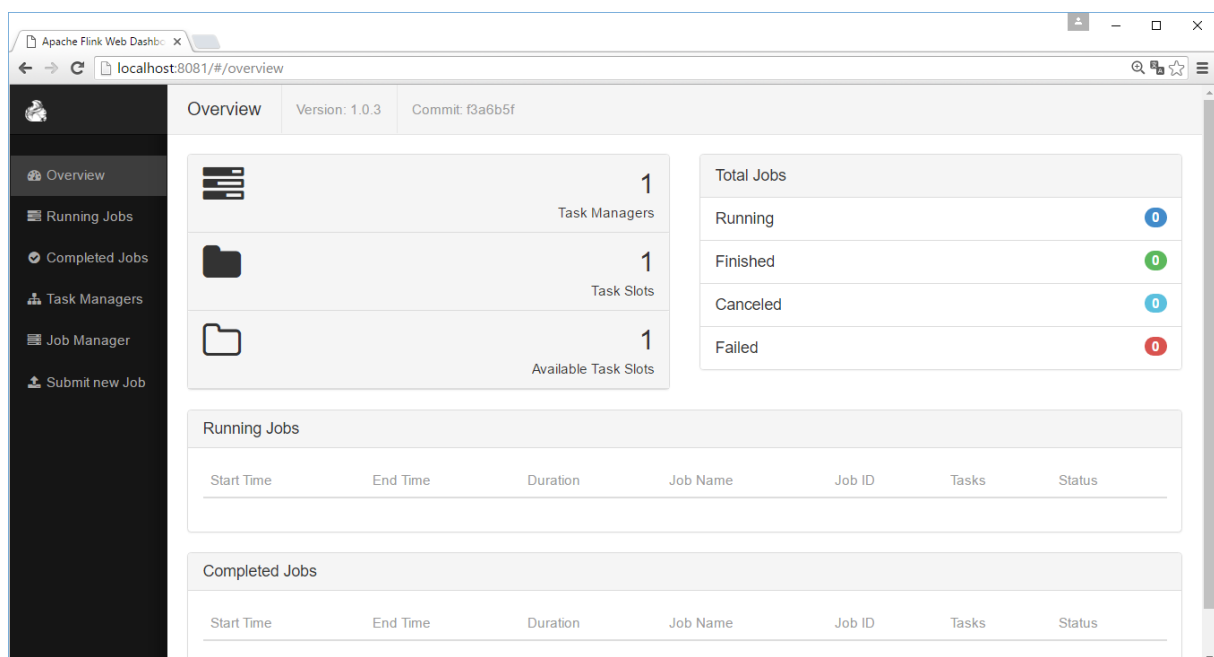 Apache Flink Web Dashbo
localhost:8081/#/overview
Overview Version: 1.0.3 Commit: f3a6b5f
Overview
Running Jobs
Completed Jobs
Task Managers
Job Manager
Submit new Job
1
Task Managers
1
Task Slots
1
Available Task Slots
Total Jobs
Running 0
Finished 0
Canceled 0
Failed 0
Running Jobs
Start Time End Time Duration Job Name Job ID Tasks Status
Completed Jobs
Start Time End Time Duration Job Name Job ID Tasks Status